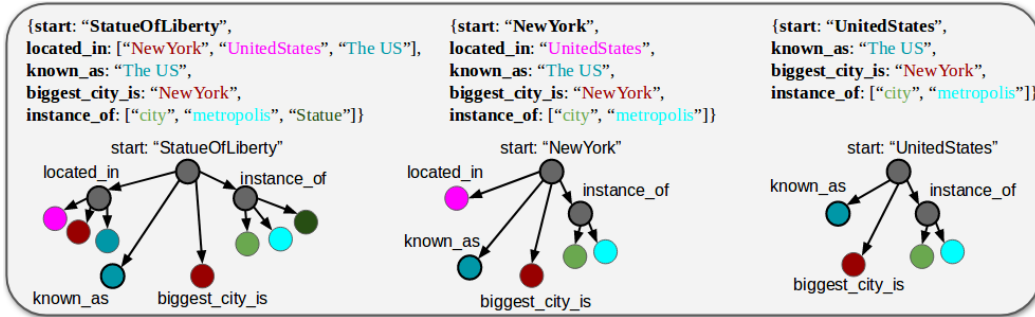 {start: “StatueOfLiberty”,
located_in: [“NewYork”, “UnitedStates”, “The US”],
known_as: “The US”,
biggest_city_is: “NewYork”,
instance_of: [“city”, “metropolis”, “Statue”]}
start: “StatueOfLiberty”
located_in
instance_of
known_as
biggest_city_is
{start: “NewYork”,
located_in: “UnitedStates”,
known_as: “The US”,
biggest_city_is: “NewYork”,
instance_of: [“city”, “metropolis”]}
start: “NewYork”
instance_of
known_as
biggest_city_is
{start: “UnitedStates”,
known_as: “The US”,
biggest_city_is: “NewYork”,
instance_of: [“city”, “metropolis”]}
start: “UnitedStates”
known_as
instance_of
biggest_city_is